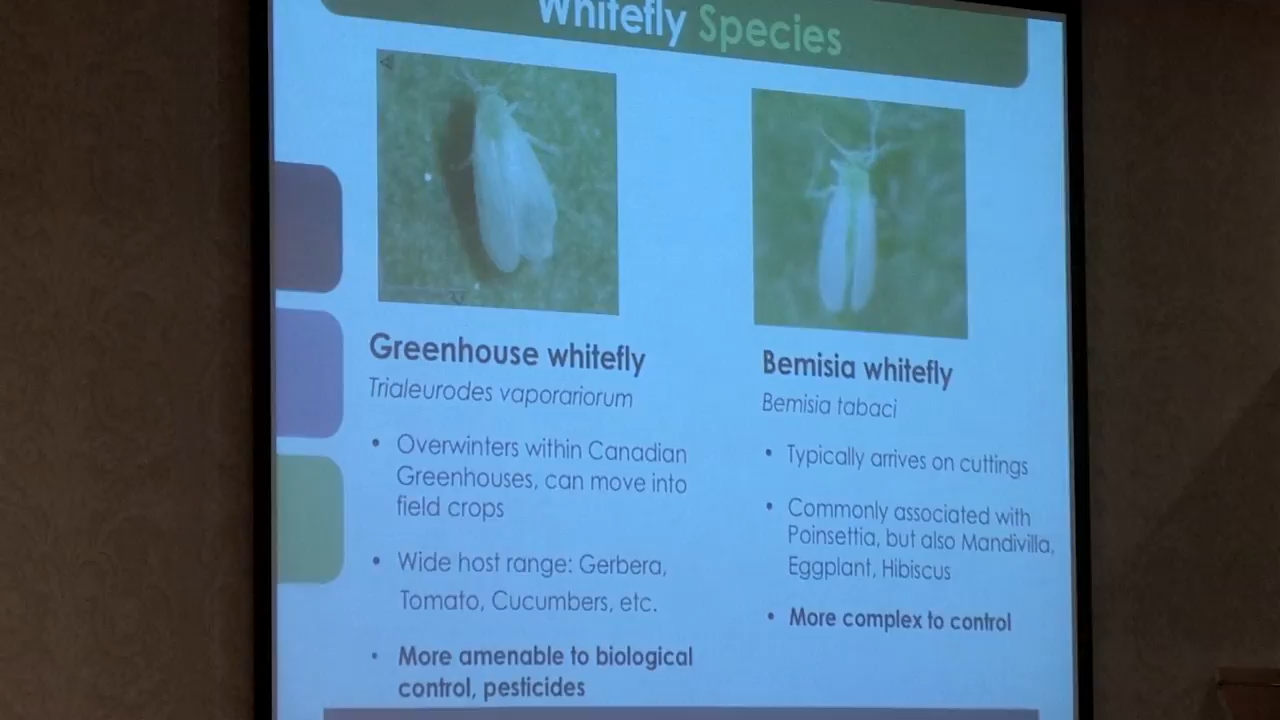 Whitefly Species
Greenhouse whitefly
Trialeurodes vaporariorum
• Overwinters within Canadian
Greenhouses, can move into
field crops
• Wide host range: Gerbera,
Tomato, Cucumbers, etc.
• More amenable to biological
control, pesticides
Bemisia whitefly
Bemisia tabaci
• Typically arrives on cuttings
• Commonly associated with
Poinsettia, but also Mandivilla,
Eggplant, Hibiscus
• More complex to control